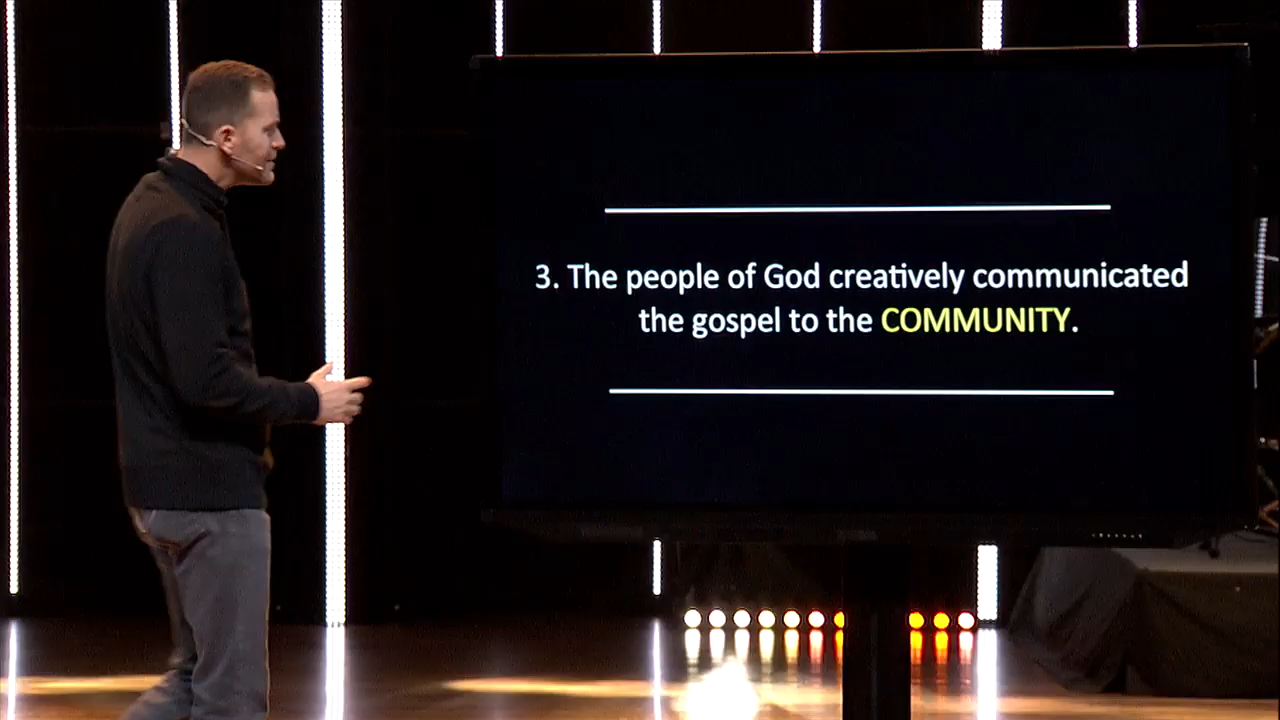 3. The people of God creatively communicated
the gospel to the COMMUNITY.